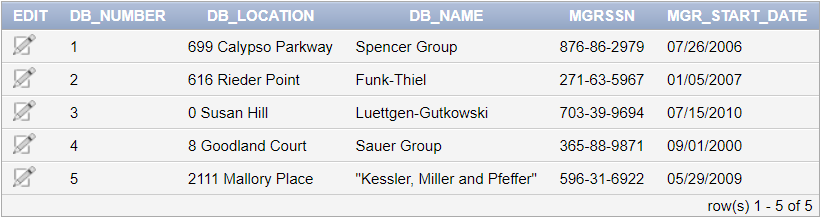 EDIT DB_NUMBER DB_LOCATION DB_NAME MGRSSN MGR_START_DATE
1 699 Calypso Parkway Spencer Group 876-86-2979 07/26/2006
2 616 Rieder Point Funk-Thiel 271-63-5967 01/05/2007
3 0 Susan Hill Luettgen-Gutkowski 703-39-9694 07/15/2010
4 8 Goodland Court Sauer Group 365-88-9871 09/01/2000
5 2111 Mallory Place "Kessler, Miller and Pfeffer" 596-31-6922 05/29/2009
row(s) 1 - 5 of 5